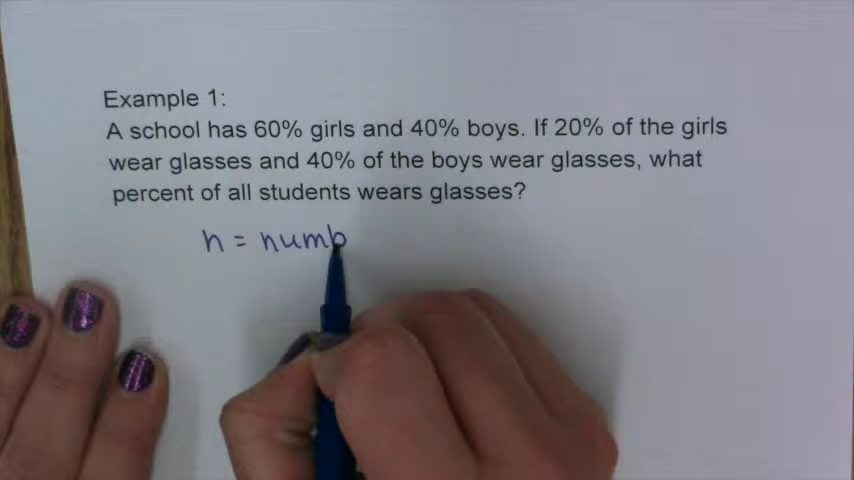 Example 1:
A school has 60% girls and 40% boys. If 20% of the girls
wear glasses and 40% of the boys wear glasses, what
percent of all students wears glasses?
n = numb